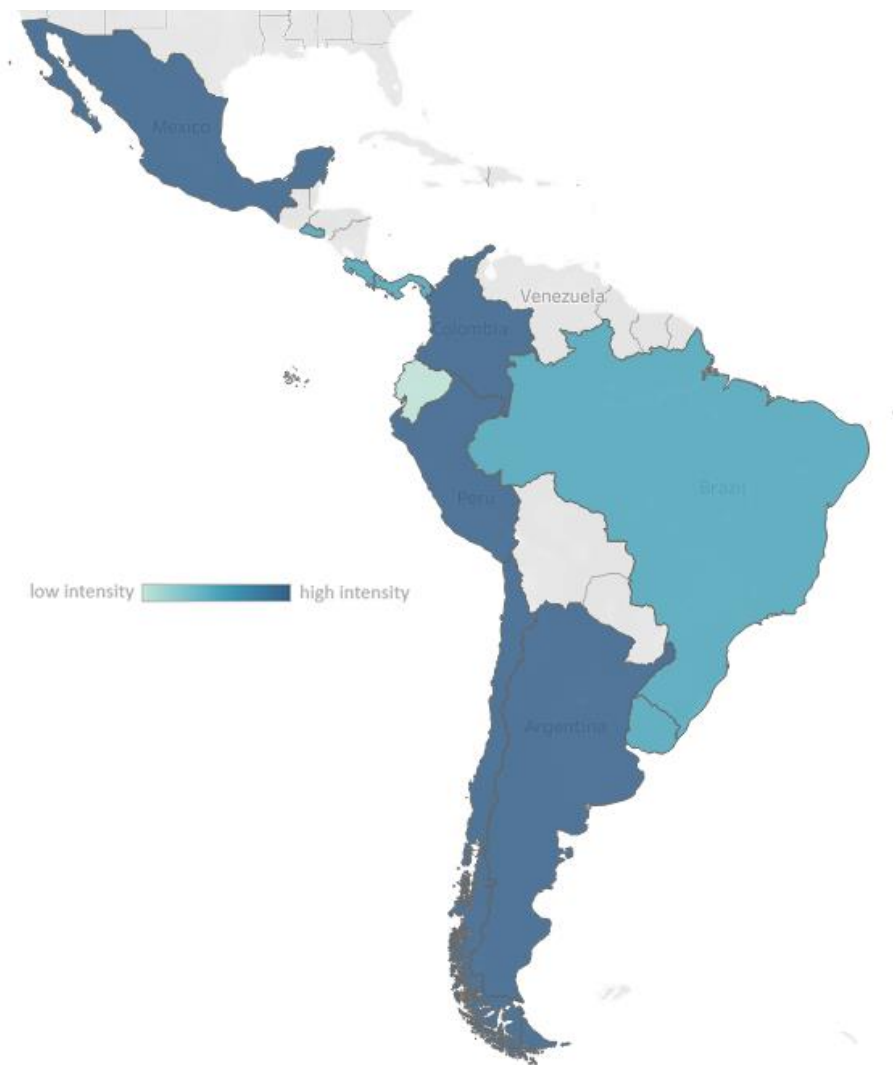 Mexico
Venezuela
Colombia
Brazil
Peru
low intensity
high intensity
Argentina